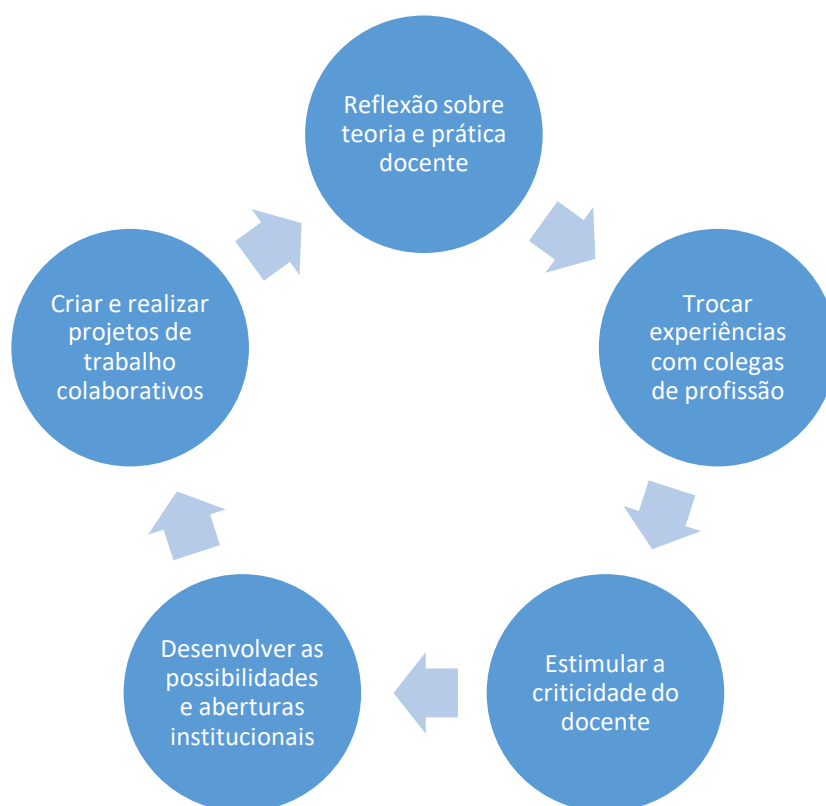 Reflexão sobre
teoria e prática
docente
Trocar
experiências
com colegas
de profissão
Estimular a
criticidade do
docente
Desenvolver as
possibilidades
e aberturas
institucionais
Criar e realizar
projetos de
trabalho
colaborativos